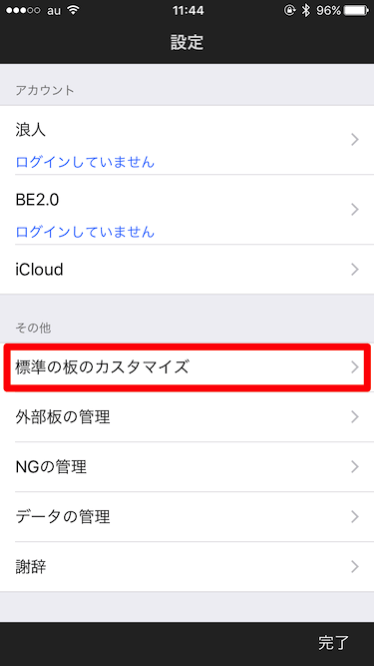 au 11:44 96%
設定
アカウント
浪人
ログインしていません
BE2.0
ログインしていません
iCloud
その他
標準の板のカスタマイズ
外部板の管理
NGの管理
データの管理
謝辞
完了